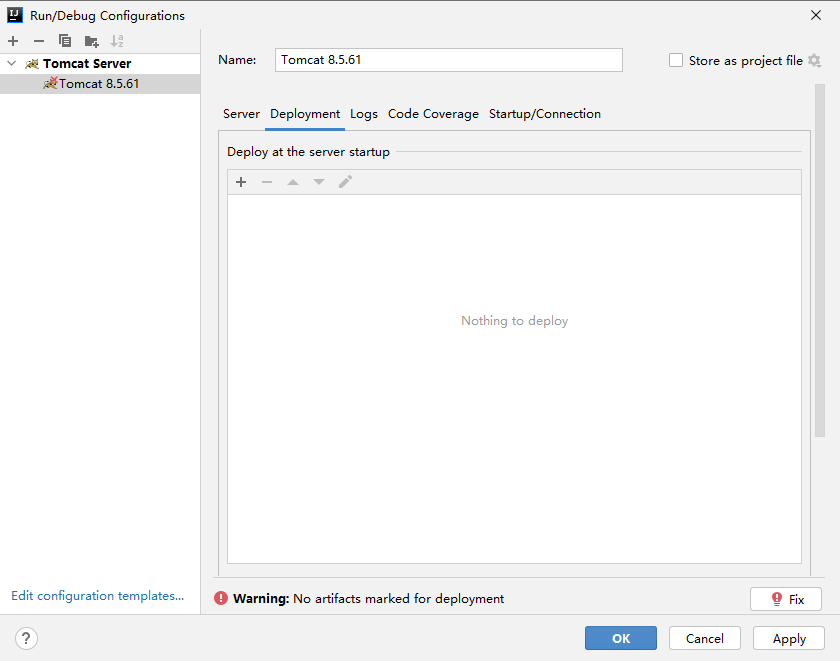 Run/Debug Configurations
Tomcat Server
Tomcat 8.5.61
Name:
Tomcat 8.5.61
Store as project file
Server Deployment Logs Code Coverage Startup/Connection
Deploy at the server startup
Nothing to deploy
Edit configuration templates...
Warning: No artifacts marked for deployment
Fix
?
OK
Cancel
Apply